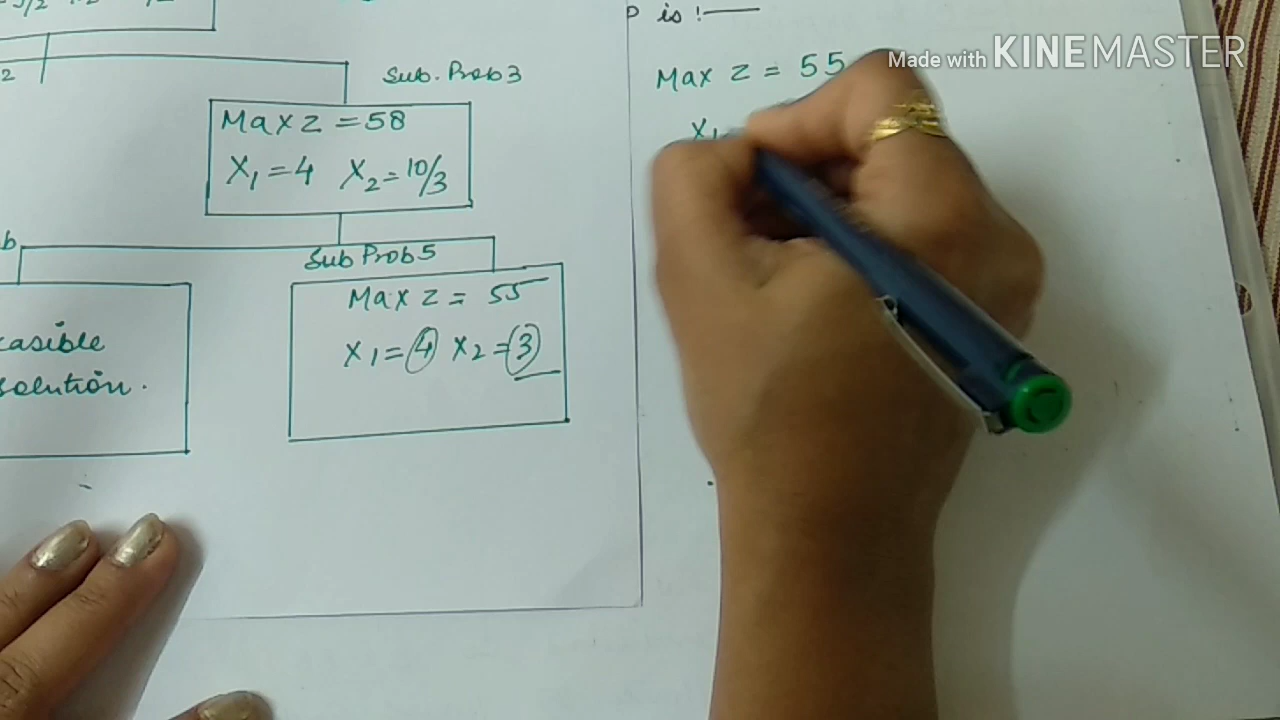 P is :—
Made with KINEMASTER
Max Z = 55
X1
Sub. Prob 3
Max Z = 58
X1 = 4 X2 = 10/3
Sub Prob 5
Max Z = 55
X1 = 4 X2 = 3
easible
solution.